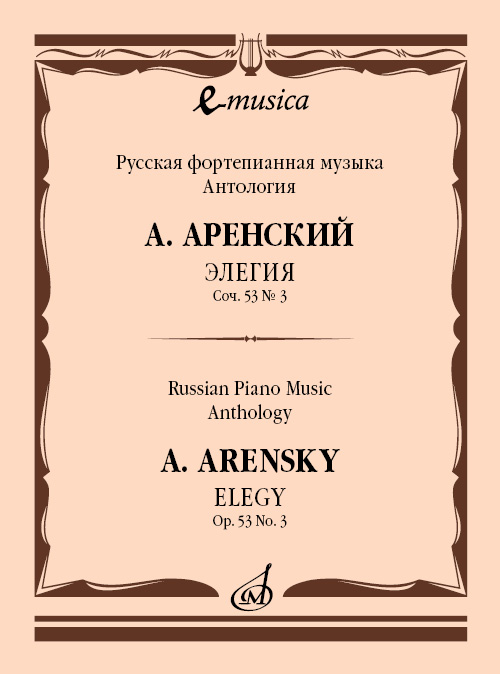 e-musica
Русская фортепианная музыка
Антология
А. АРЕНСКИЙ
ЭЛЕГИЯ
Соч. 53 № 3
Russian Piano Music
Anthology
A. ARENSKY
ELEGY
Op. 53 No. 3